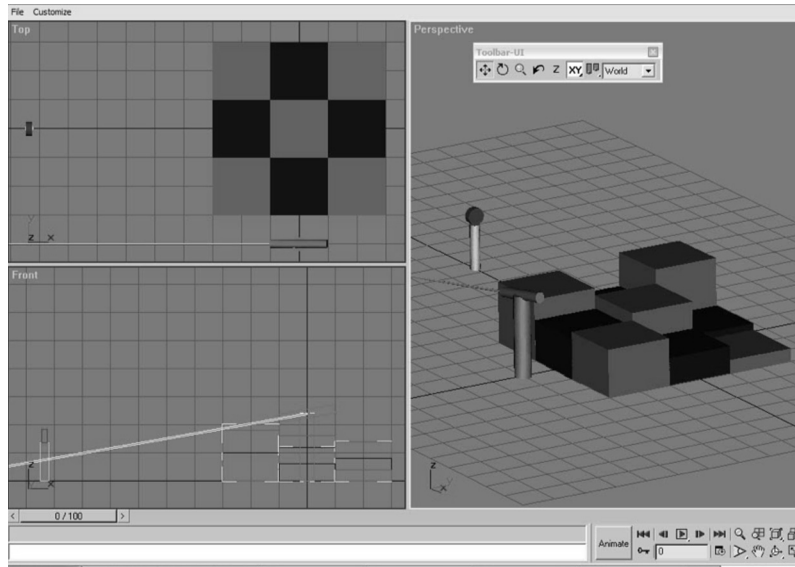 File Customize
Top
Perspective
Toolbar-UI
Z XY World
y
z x
Front
z
x
z
y
x
< 0 / 100 >
Animate
0